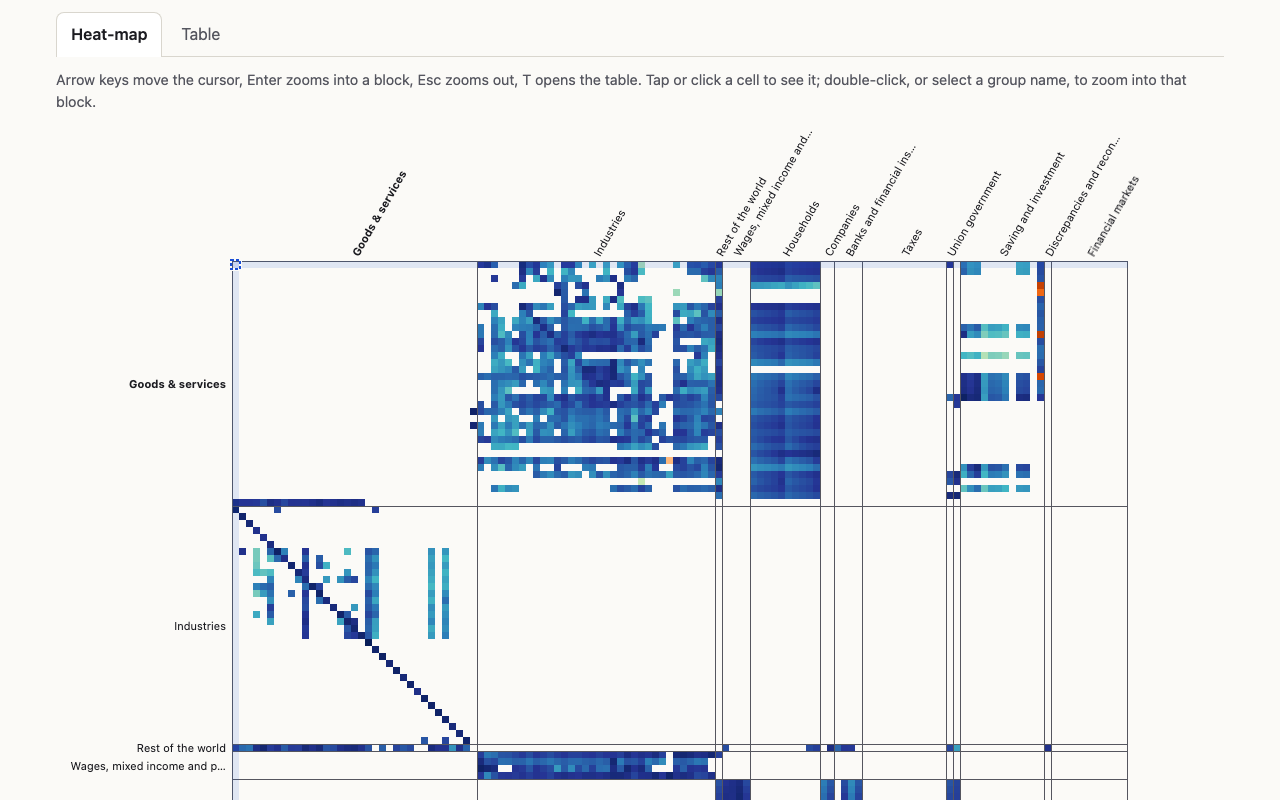 Heat-map
Table
Arrow keys move the cursor, Enter zooms into a block, Esc zooms out, T opens the table. Tap or click a cell to see it; double-click, or select a group name, to zoom into that
block.
Goods & services
Industries
Rest of the world
Wages, mixed income and...
Households
Companies
Banks and financial ins...
Taxes
Union government
Saving and investment
Discrepancies and recon...
Financial markets
Goods & services
Industries
Rest of the world
Wages, mixed income and p...